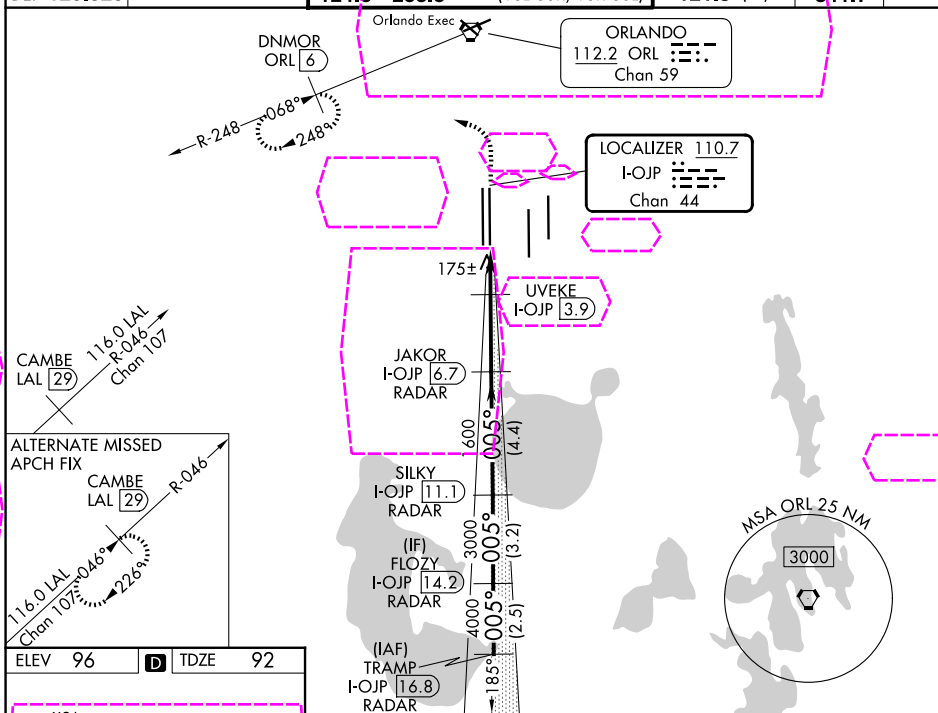 Orlando Exec
DNMOR
ORL 6
ORLANDO
112.2 ORL
Chan 59
R-248
068°
248°
LOCALIZER 110.7
I-OJP
Chan 44
175±
UVEKE
I-OJP 3.9
JAKOR
I-OJP 6.7
RADAR
116.0 LAL
R-046
Chan 107
CAMBE
LAL 29
600
005°
(4.4)
ALTERNATE MISSED
APCH FIX
CAMBE
LAL 29
R-046
046°
226°
116.0 LAL
Chan 107
SILKY
I-OJP 11.1
RADAR
3000
005°
(3.2)
(IF)
FLOZY
I-OJP 14.2
RADAR
4000
005°
(2.5)
MSA ORL 25 NM
3000
(IAF)
TRAMP
I-OJP 16.8
RADAR
185°
ELEV 96 D TDZE 92